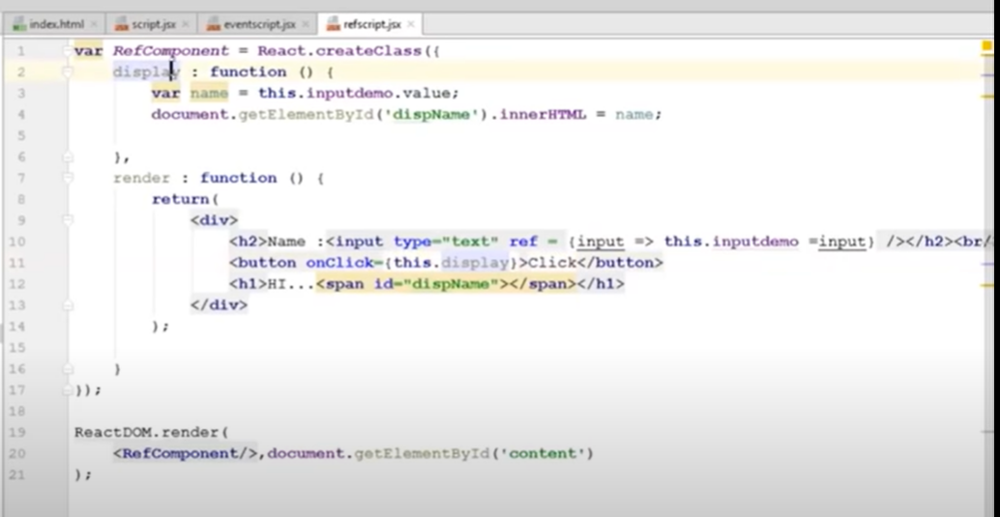 index.html script.jsx eventscript.jsx refscript.jsx
1 var RefComponent = React.createClass({
2 display : function () {
3 var name = this.inputdemo.value;
4 document.getElementById('dispName').innerHTML = name;
5
6 },
7 render : function () {
8 return(
9 <div>
10 <h2>Name :<input type="text" ref = {input => this.inputdemo =input} /></h2><br/
11 <button onClick={this.display}>Click</button>
12 <h1>HI...<span id="dispName"></span></h1>
13 </div>
14 );
15
16 }
17 });
18
19 ReactDOM.render(
20 <RefComponent/>,document.getElementById('content')
21 );